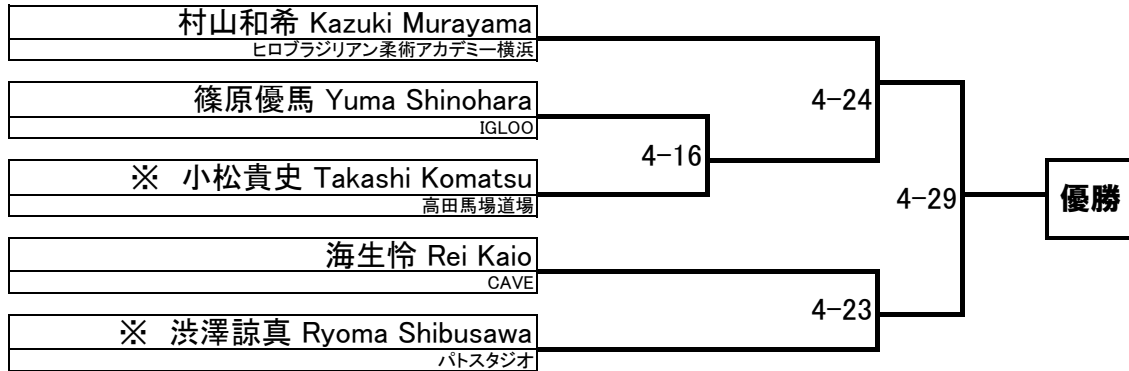 村山和希 Kazuki Murayama
ヒロブラジリアン柔術アカデミー横浜
4-24
篠原優馬 Yuma Shinohara
IGLOO
4-16
※ 小松貴史 Takashi Komatsu
高田馬場道場
4-29
優勝
海生怜 Rei Kaio
CAVE
4-23
※ 渋澤諒真 Ryoma Shibusawa
パトスタジオ